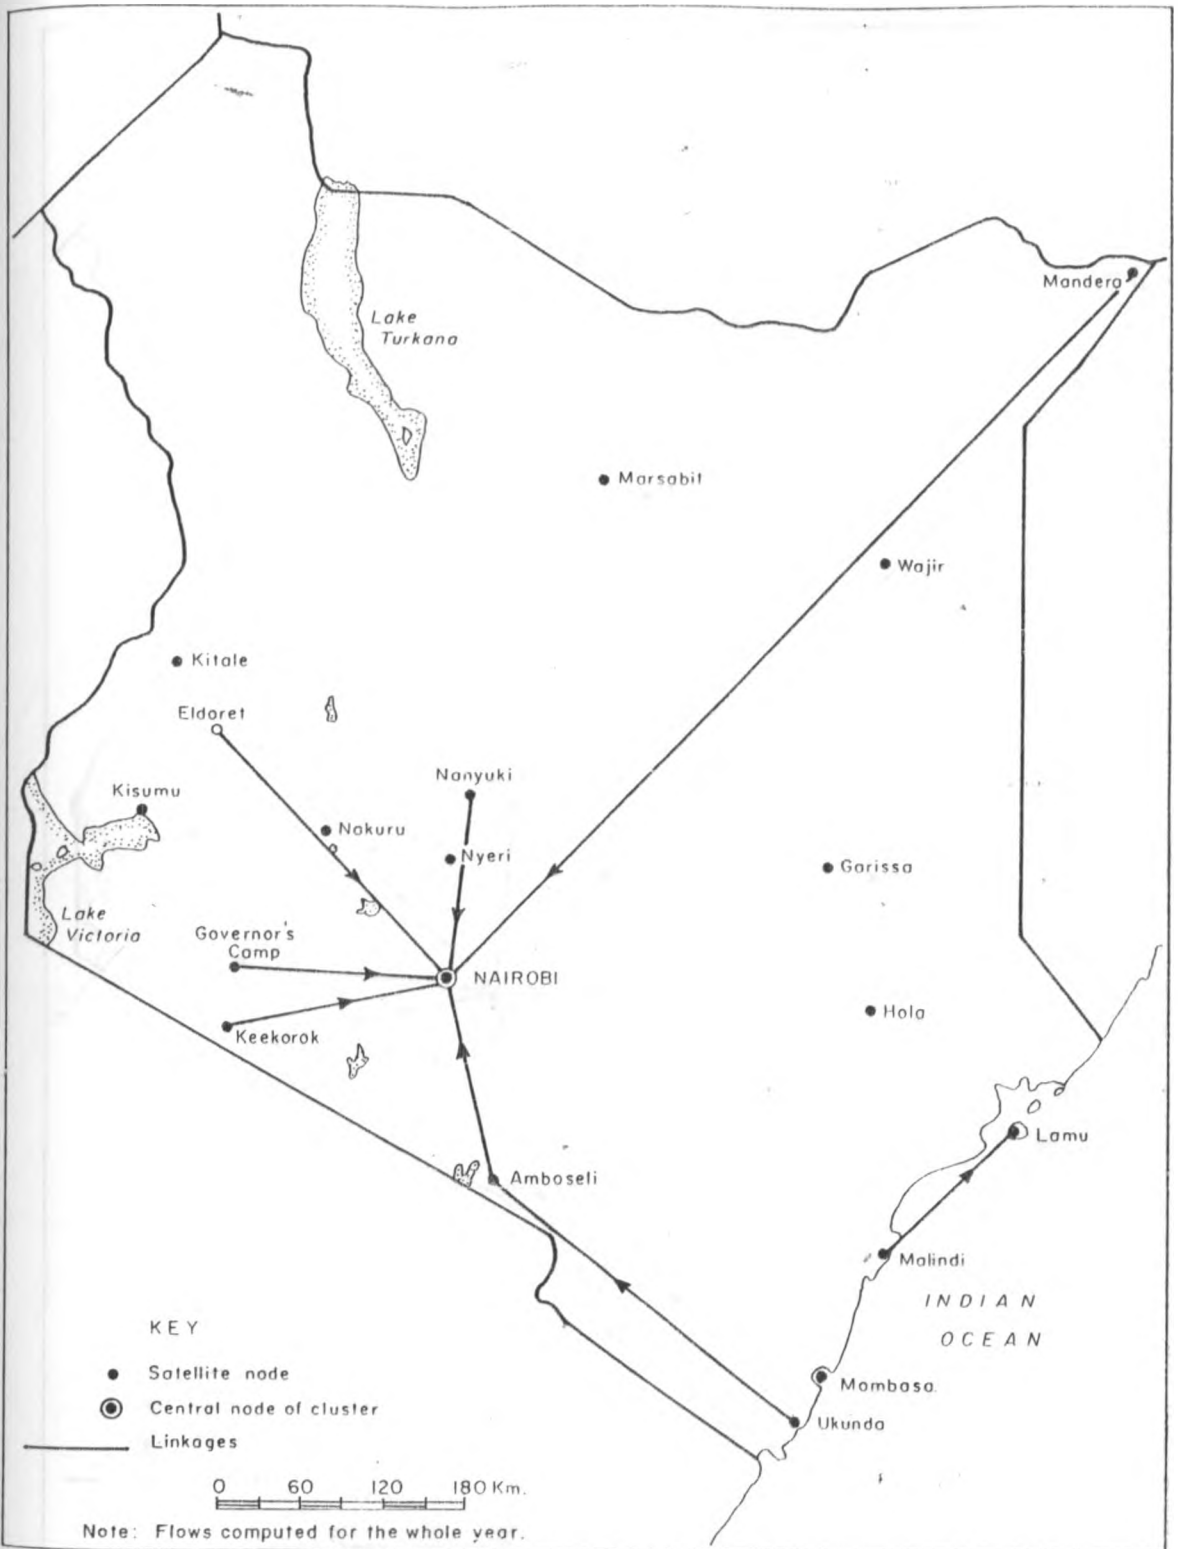 Mandera
Lake
Turkana
Marsabit
Wajir
Kitale
Eldoret
Nanyuki
Kisumu
Nakuru
Nyeri
Garissa
Lake
Victoria
Governor's
Camp
NAIROBI
Hola
Keekorok
Lamu
Amboseli
Malindi
INDIAN
OCEAN
KEY
Satellite node
Mombasa
Central node of cluster
Ukunda
Linkages
0 60 120 180 Km.
Note: Flows computed for the whole year.